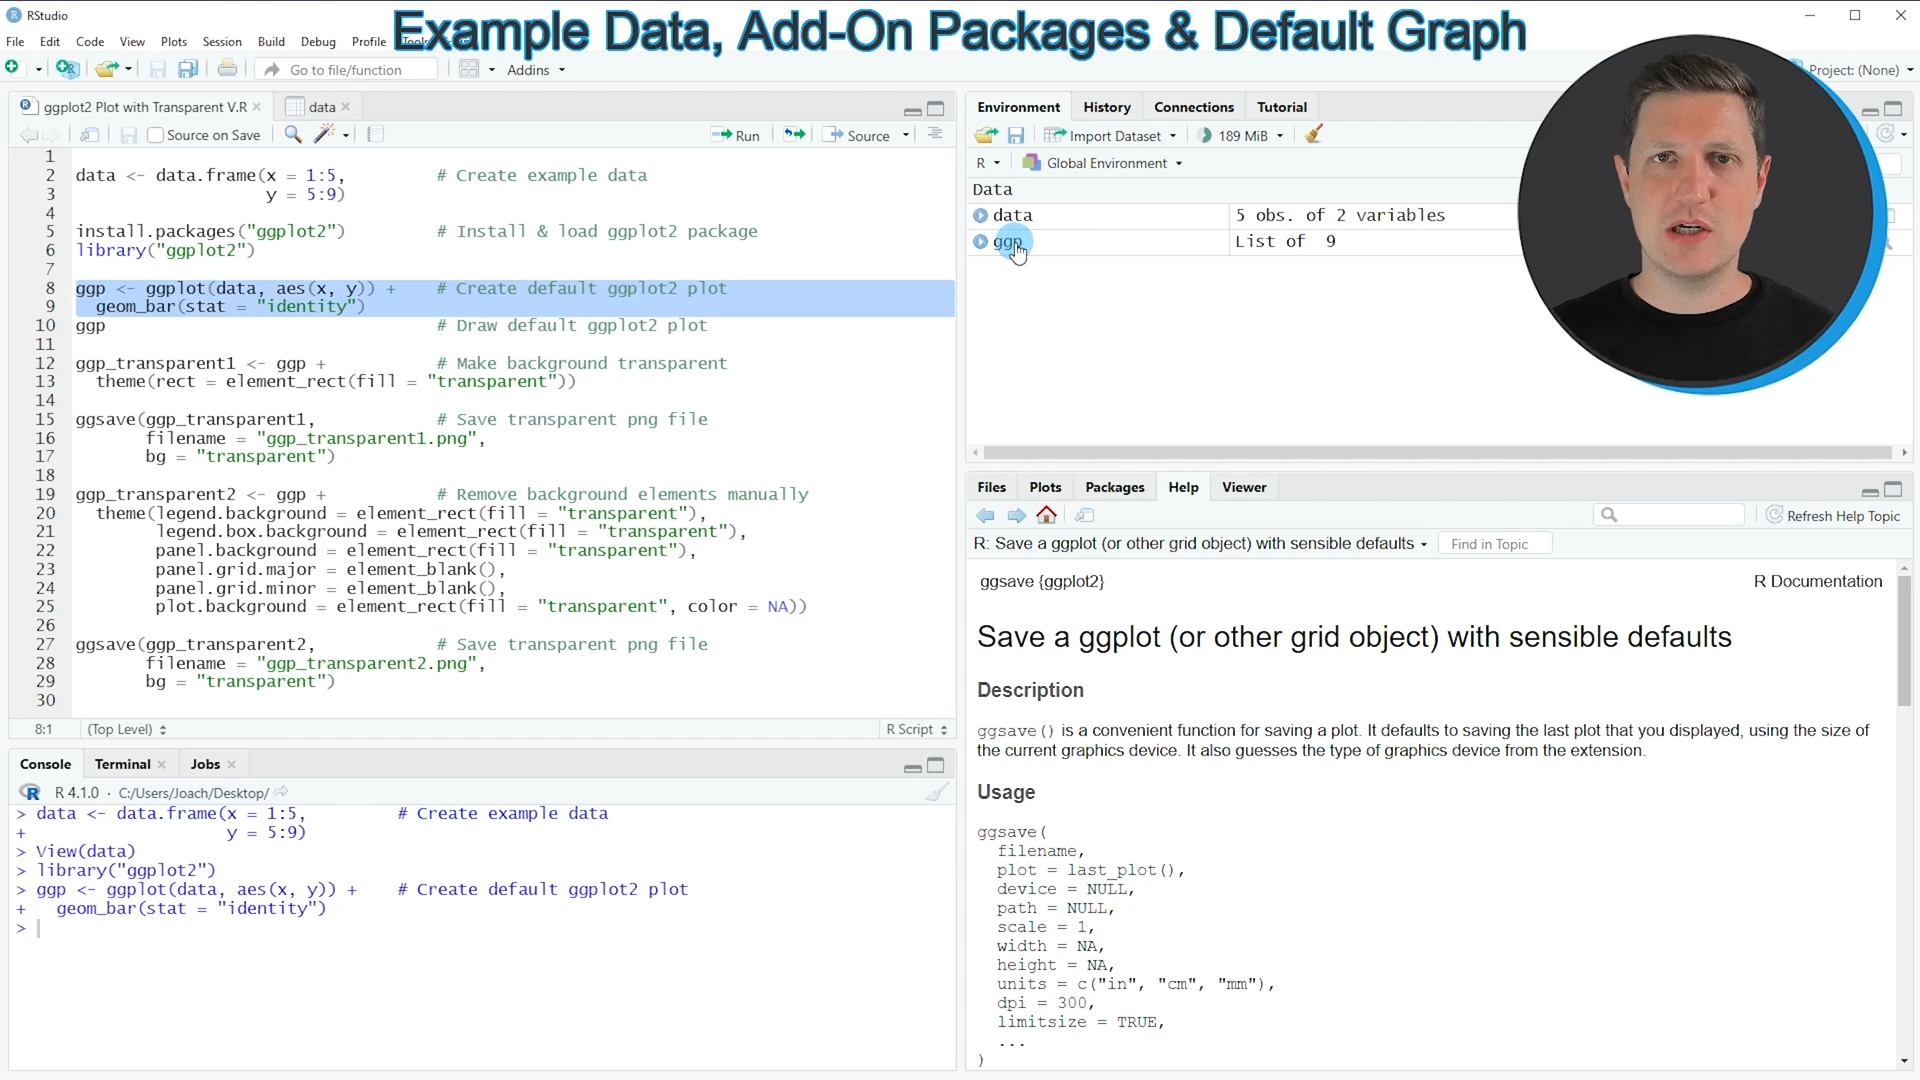 RStudio
Example Data, Add-On Packages & Default Graph
File Edit Code View Plots Session Build Debug Profile
Go to file/function Addins Project: (None)
ggplot2 Plot with Transparent V.R data
Source on Save Run Source
1
2 data <- data.frame(x = 1:5, # Create example data
3 y = 5:9)
4
5 install.packages("ggplot2") # Install & load ggplot2 package
6 library("ggplot2")
7
8 ggp <- ggplot(data, aes(x, y)) + # Create default ggplot2 plot
9 geom_bar(stat = "identity")
10 ggp # Draw default ggplot2 plot
11
12 ggp_transparent1 <- ggp + # Make background transparent
13 theme(rect = element_rect(fill = "transparent"))
14
15 ggsave(ggp_transparent1, # Save transparent png file
16 filename = "ggp_transparent1.png",
17 bg = "transparent")
18
19 ggp_transparent2 <- ggp + # Remove background elements manually
20 theme(legend.background = element_rect(fill = "transparent"),
21 legend.box.background = element_rect(fill = "transparent"),
22 panel.background = element_rect(fill = "transparent"),
23 panel.grid.major = element_blank(),
24 panel.grid.minor = element_blank(),
25 plot.background = element_rect(fill = "transparent", color = NA))
26
27 ggsave(ggp_transparent2, # Save transparent png file
28 filename = "ggp_transparent2.png",
29 bg = "transparent")
30
8:1 (Top Level) R Script
Console Terminal Jobs
R 4.1.0 · C:/Users/Joach/Desktop/
> data <- data.frame(x = 1:5, # Create example data
+ y = 5:9)
> View(data)
> library("ggplot2")
> ggp <- ggplot(data, aes(x, y)) + # Create default ggplot2 plot
+ geom_bar(stat = "identity")
>
Environment History Connections Tutorial
Import Dataset 189 MiB
R Global Environment
Data
data 5 obs. of 2 variables
ggp List of 9
Files Plots Packages Help Viewer
Refresh Help Topic
R: Save a ggplot (or other grid object) with sensible defaults Find in Topic
ggsave {ggplot2} R Documentation
Save a ggplot (or other grid object) with sensible defaults
Description
ggsave() is a convenient function for saving a plot. It defaults to saving the last plot that you displayed, using the size of
the current graphics device. It also guesses the type of graphics device from the extension.
Usage
ggsave(
filename,
plot = last_plot(),
device = NULL,
path = NULL,
scale = 1,
width = NA,
height = NA,
units = c("in", "cm", "mm"),
dpi = 300,
limitsize = TRUE,
...
)